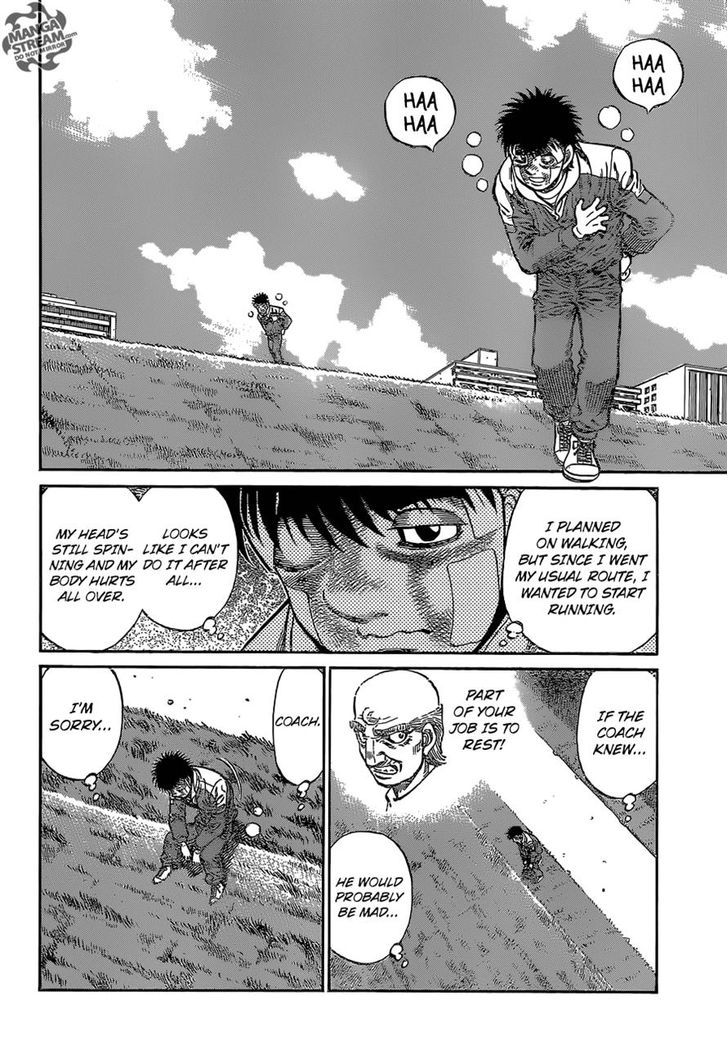 MANGA
STREAM
DO NOT MIRROR
HAA
HAA
HAA
HAA
I PLANNED
ON WALKING,
BUT SINCE I WENT
MY USUAL ROUTE, I
WANTED TO START
RUNNING.
LOOKS
LIKE I CAN'T
DO IT AFTER
ALL...
MY HEAD'S
STILL SPIN-
NING AND MY
BODY HURTS
ALL OVER.
IF THE
COACH
KNEW...
PART
OF YOUR
JOB IS TO
REST!
HE WOULD
PROBABLY
BE MAD...
COACH.
I'M
SORRY...